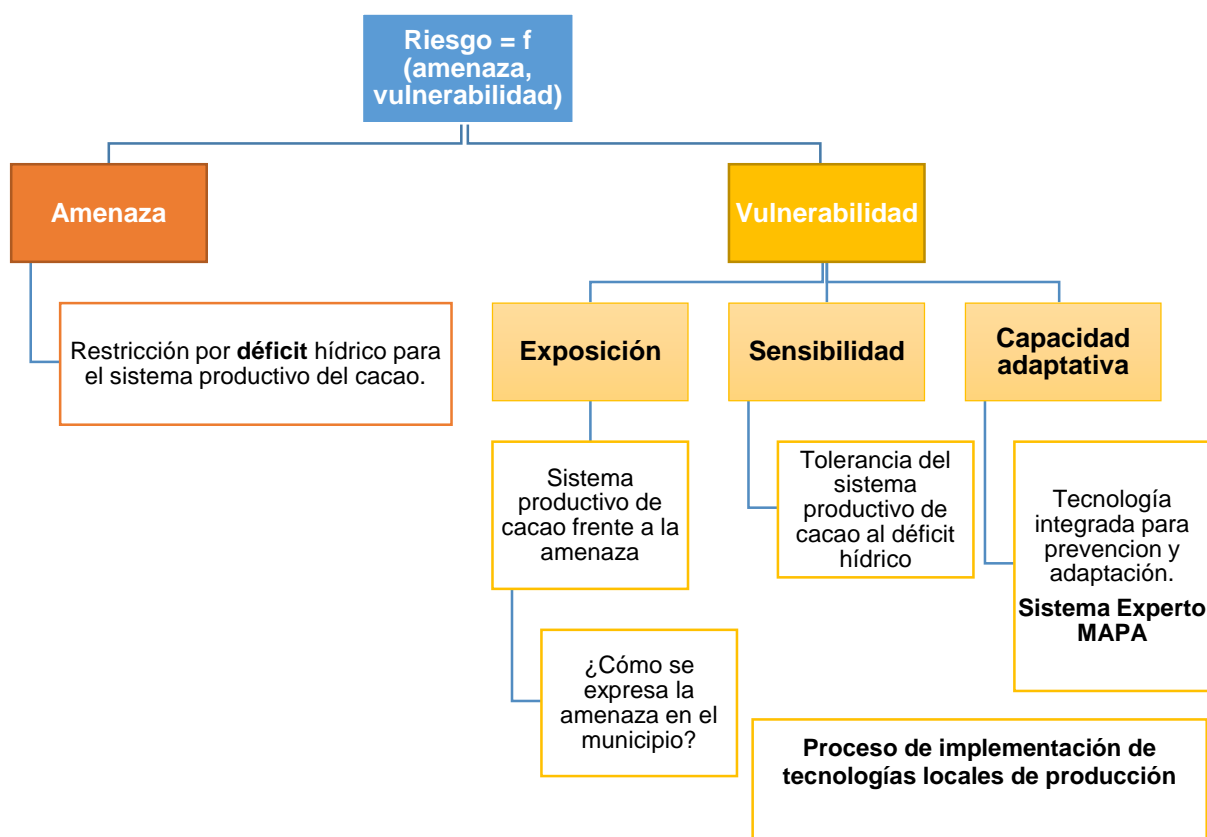 Riesgo = f
(amenaza,
vulnerabilidad)
Amenaza
Vulnerabilidad
Restricción por déficit hídrico para
el sistema productivo del cacao.
Exposición
Sensibilidad
Capacidad
adaptativa
Sistema
productivo de
cacao frente a la
amenaza
Tolerancia del
sistema
productivo de
cacao al déficit
hídrico
Tecnología
integrada para
prevencion y
adaptación.
Sistema Experto
MAPA
¿Cómo se
expresa la
amenaza en el
municipio?
Proceso de implementación de
tecnologías locales de producción